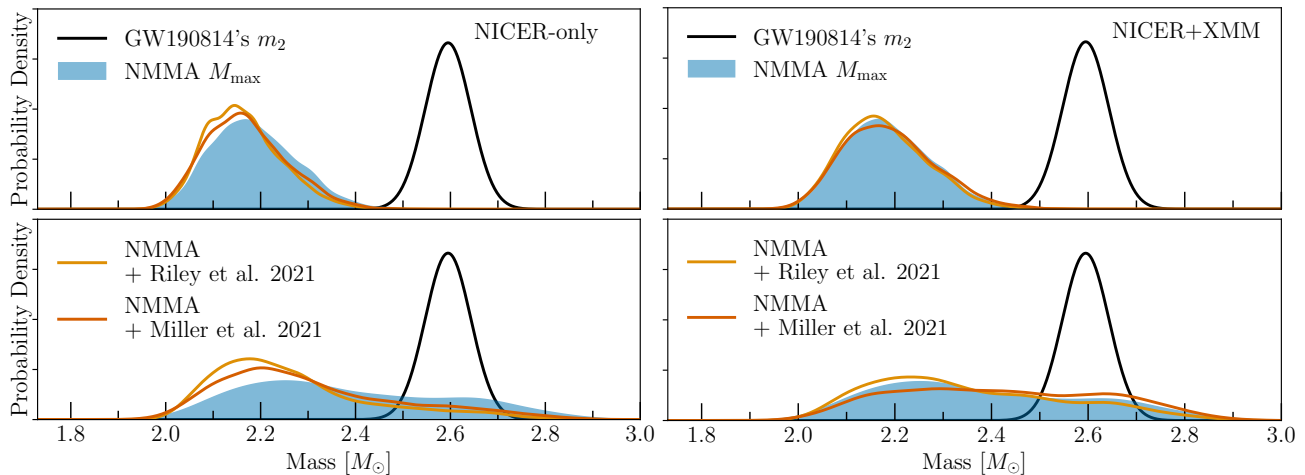 Probability Density
GW190814's m₂
NMMA M_max
NICER-only
GW190814's m₂
NMMA M_max
NICER+XMM
Probability Density
NMMA
+ Riley et al. 2021
NMMA
+ Miller et al. 2021
NMMA
+ Riley et al. 2021
NMMA
+ Miller et al. 2021
1.8 2.0 2.2 2.4 2.6 2.8 3.0
Mass [M⊙]
1.8 2.0 2.2 2.4 2.6 2.8 3.0
Mass [M⊙]